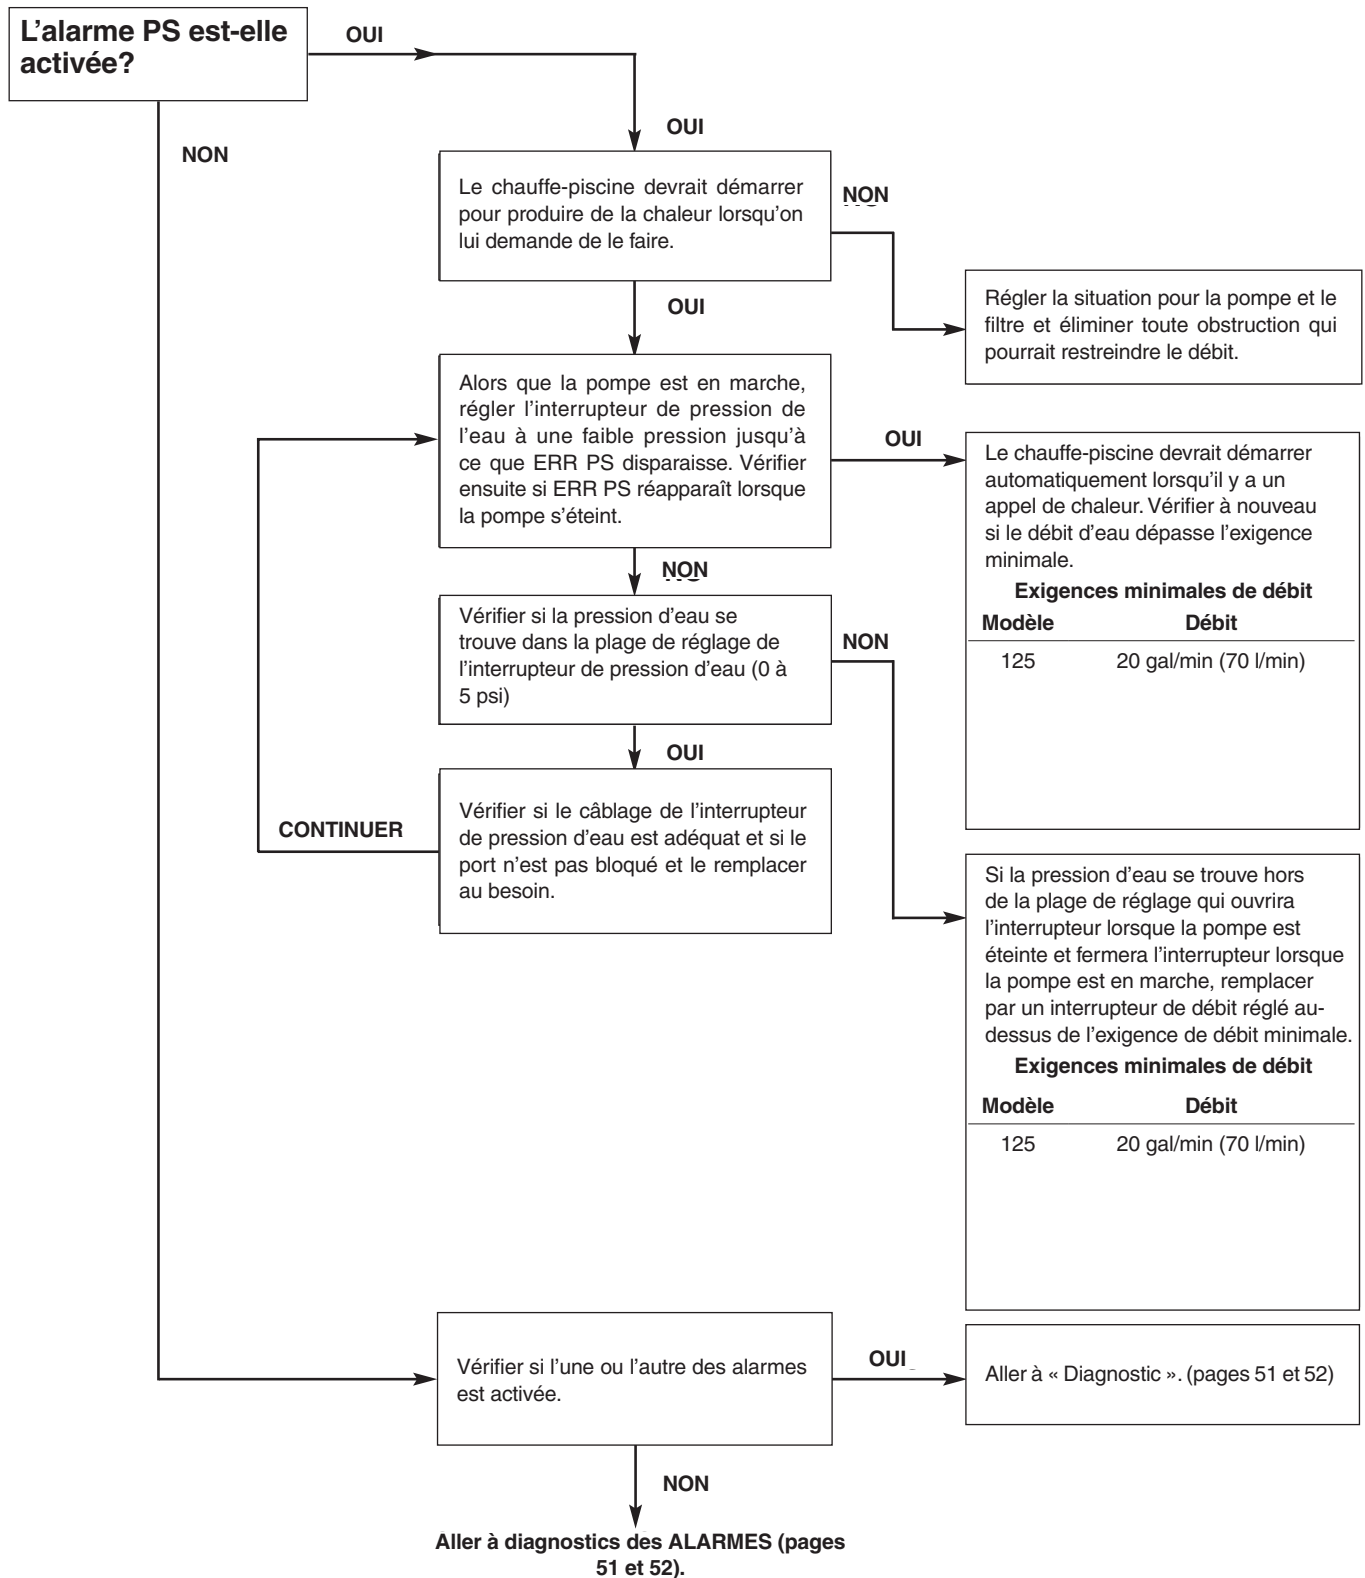 L'alarme PS est-elle
activée?
OUI
NON
OUI
Le chauffe-piscine devrait démarrer
pour produire de la chaleur lorsqu'on
lui demande de le faire.
NON
Régler la situation pour la pompe et le
filtre et éliminer toute obstruction qui
pourrait restreindre le débit.
OUI
Alors que la pompe est en marche,
régler l'interrupteur de pression de
l'eau à une faible pression jusqu'à
ce que ERR PS disparaisse. Vérifier
ensuite si ERR PS réapparaît lorsque
la pompe s'éteint.
OUI
Le chauffe-piscine devrait démarrer
automatiquement lorsqu'il y a un
appel de chaleur. Vérifier à nouveau
si le débit d'eau dépasse l'exigence
minimale.
Exigences minimales de débit
Modèle Débit
125 20 gal/min (70 l/min)
NON
Vérifier si la pression d'eau se
trouve dans la plage de réglage de
l'interrupteur de pression d'eau (0 à
5 psi)
NON
OUI
Vérifier si le câblage de l'interrupteur
de pression d'eau est adéquat et si le
port n'est pas bloqué et le remplacer
au besoin.
CONTINUER
Si la pression d'eau se trouve hors
de la plage de réglage qui ouvrira
l'interrupteur lorsque la pompe est
éteinte et fermera l'interrupteur lorsque
la pompe est en marche, remplacer
par un interrupteur de débit réglé au-
dessus de l'exigence de débit minimale.
Exigences minimales de débit
Modèle Débit
125 20 gal/min (70 l/min)
Vérifier si l'une ou l'autre des alarmes
est activée.
OUI
Aller à « Diagnostic ». (pages 51 et 52)
NON
Aller à diagnostics des ALARMES (pages
51 et 52).